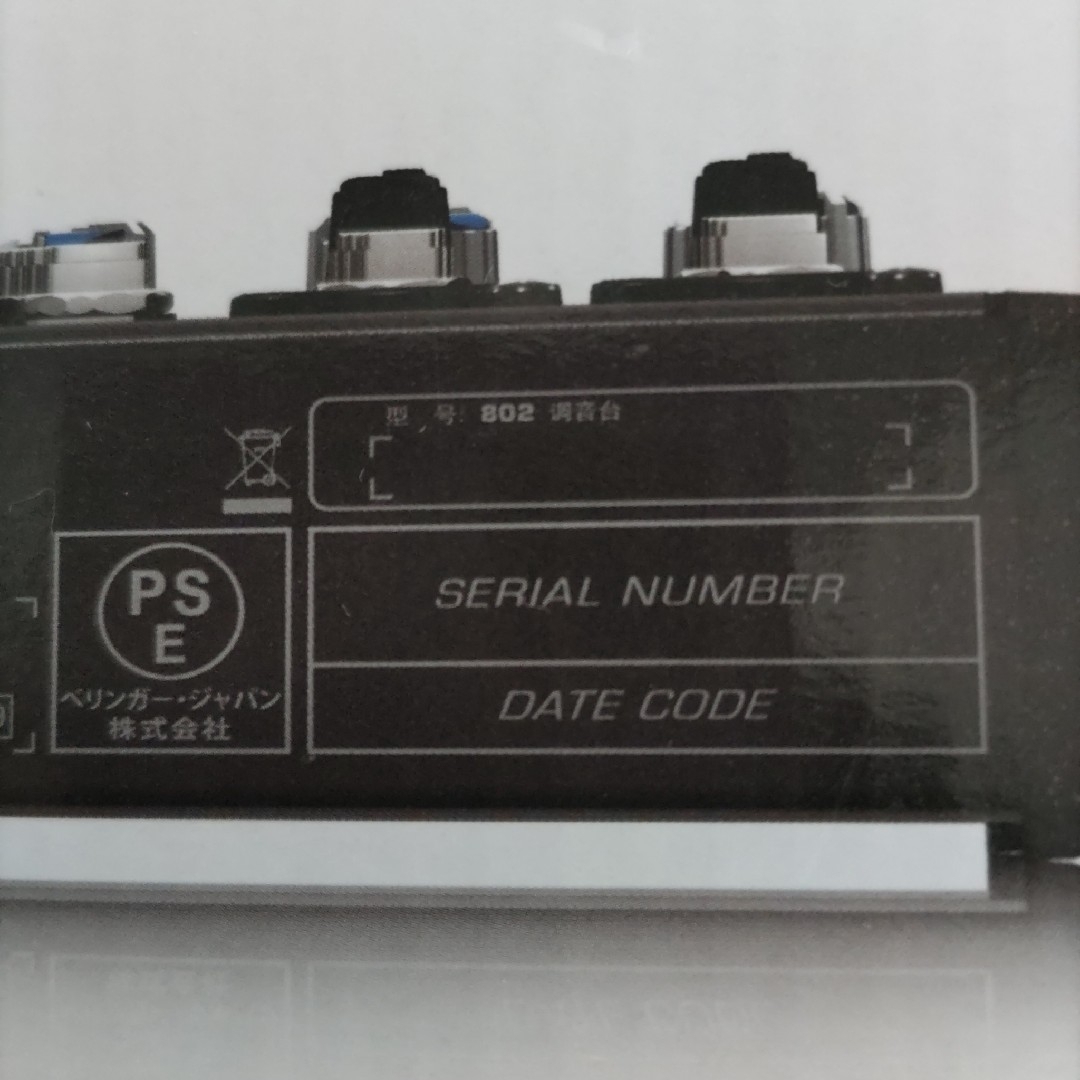 型 号: 802 调音台
SERIAL NUMBER
DATE CODE
PS
E
ベリンガー・ジャパン
株式会社